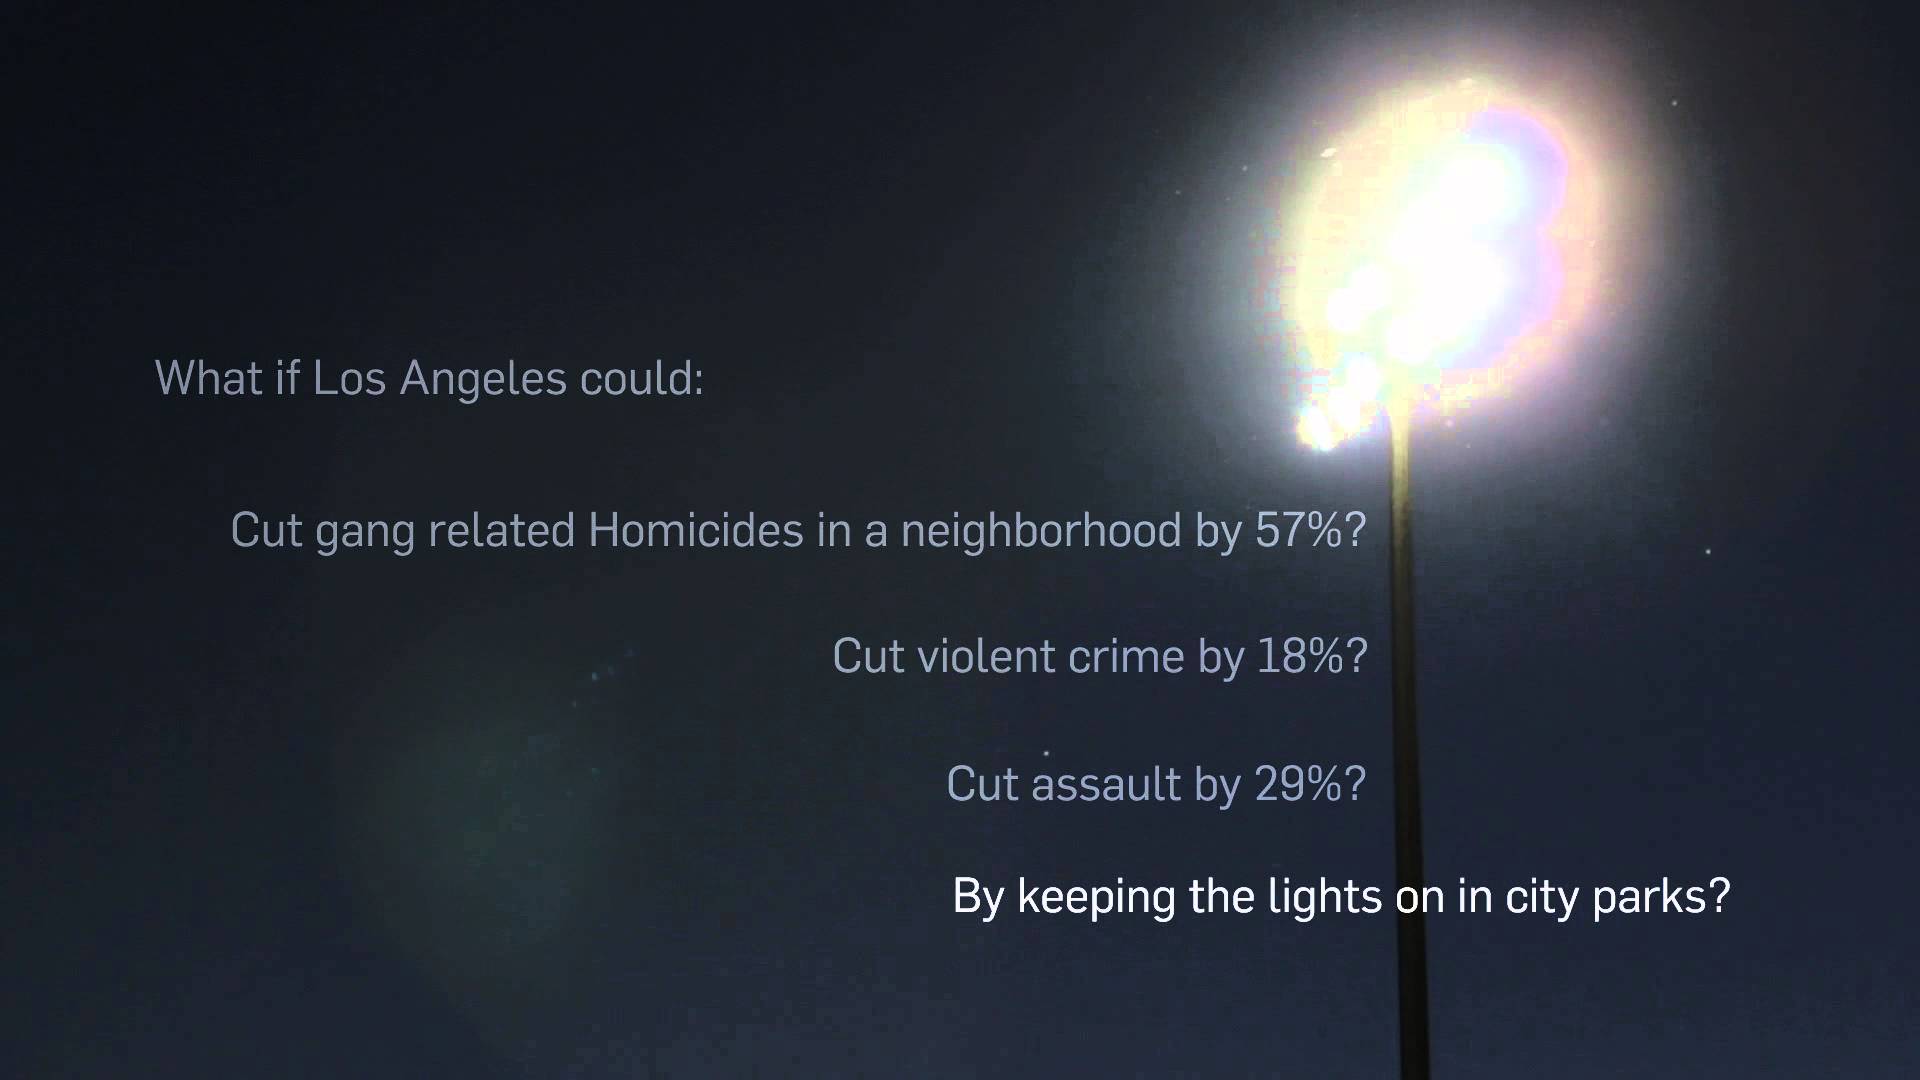 What if Los Angeles could:
Cut gang related Homicides in a neighborhood by 57%?
Cut violent crime by 18%?
Cut assault by 29%?
By keeping the lights on in city parks?